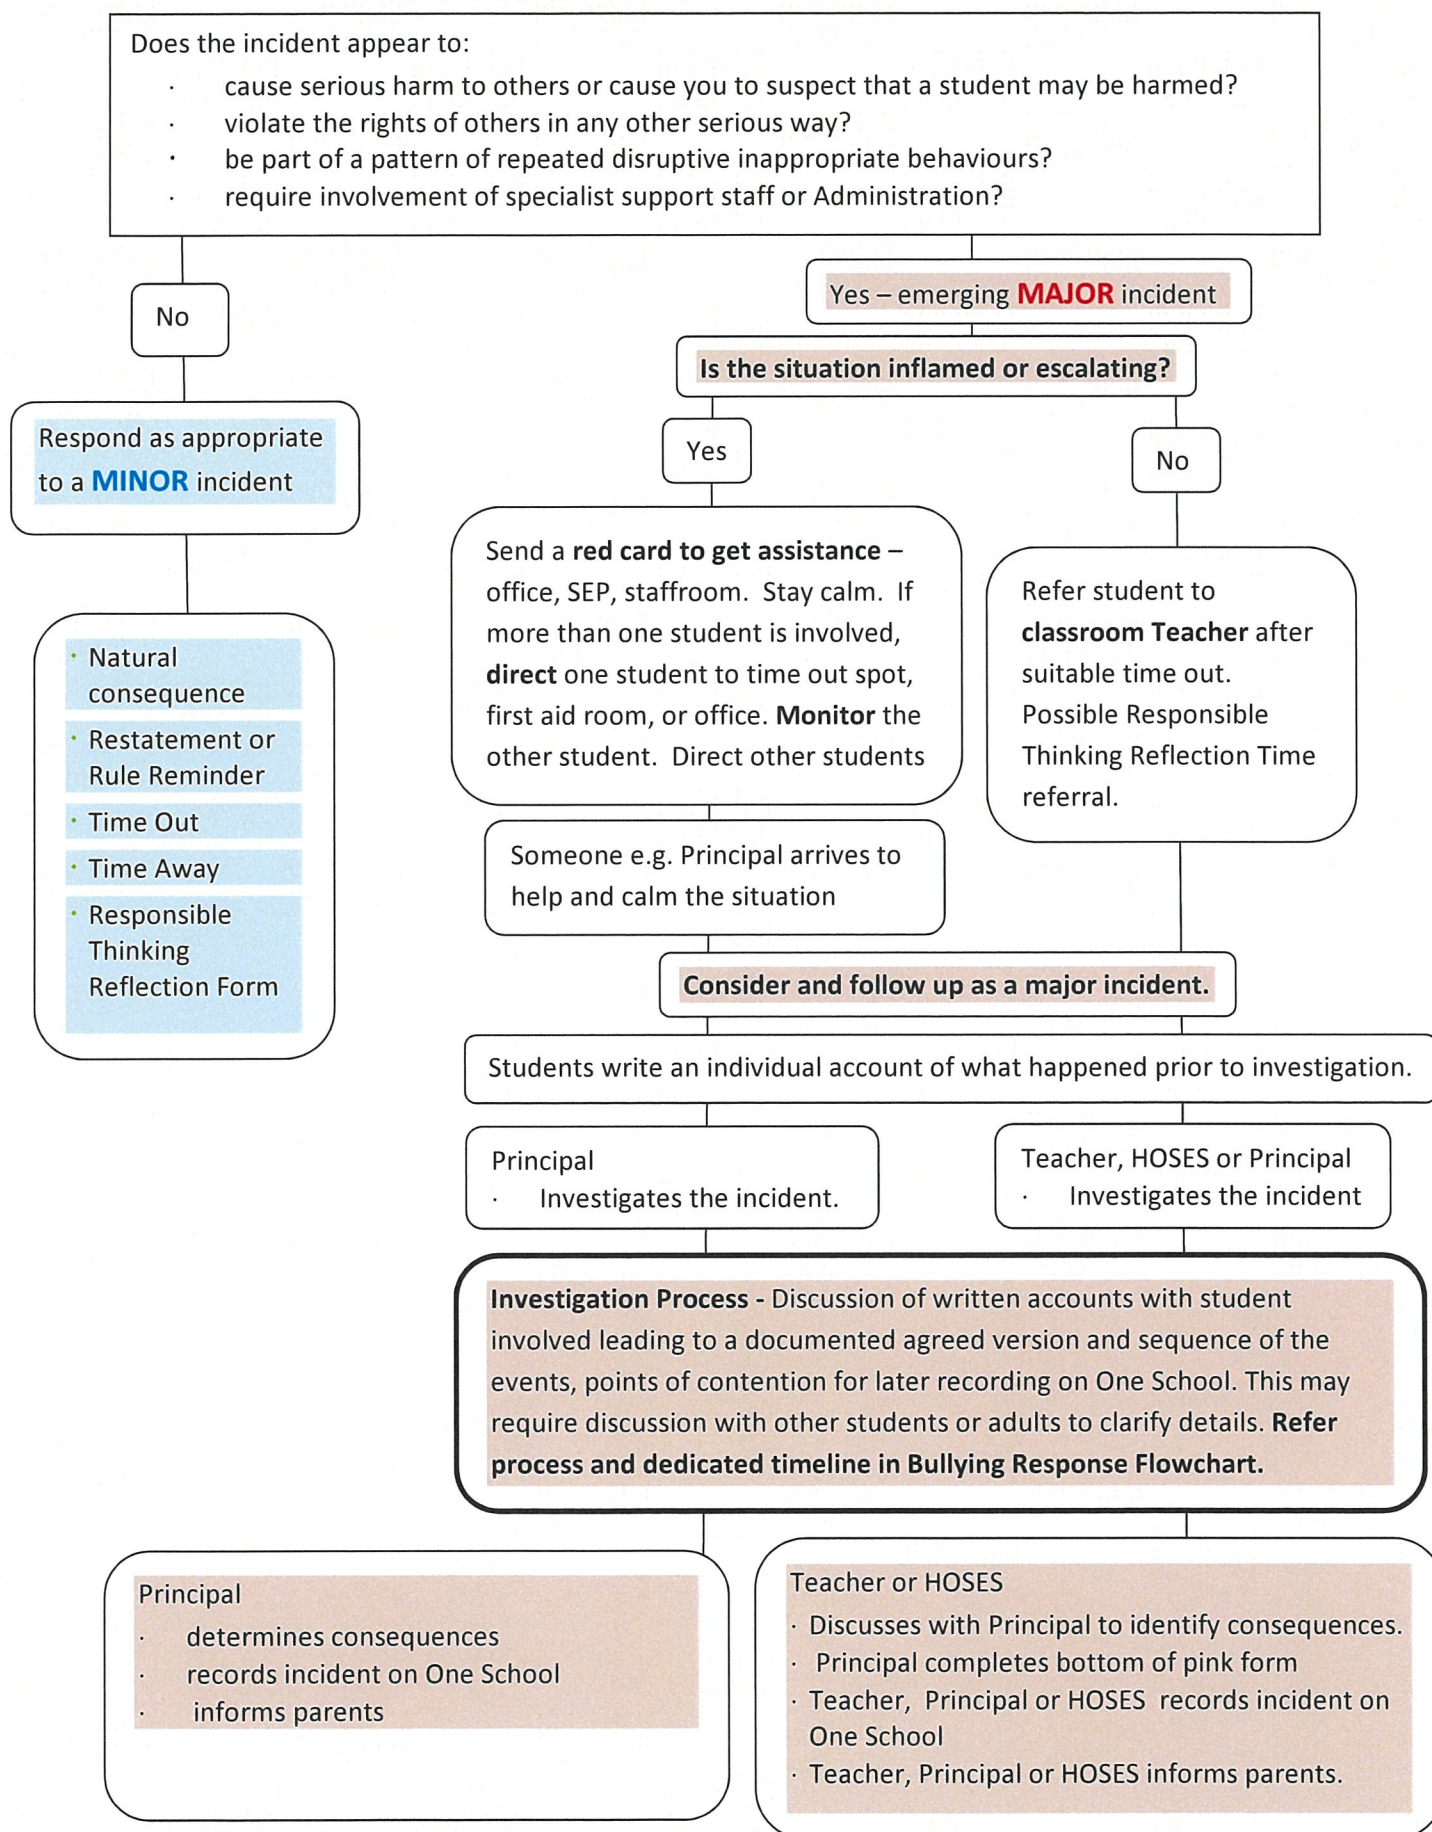 Does the incident appear to:
· cause serious harm to others or cause you to suspect that a student may be harmed?
· violate the rights of others in any other serious way?
· be part of a pattern of repeated disruptive inappropriate behaviours?
· require involvement of specialist support staff or Administration?
No
Yes – emerging MAJOR incident
Is the situation inflamed or escalating?
Respond as appropriate
to a MINOR incident
Yes
No
· Natural
consequence
· Restatement or
Rule Reminder
· Time Out
· Time Away
· Responsible
Thinking
Reflection Form
Send a red card to get assistance –
office, SEP, staffroom. Stay calm. If
more than one student is involved,
direct one student to time out spot,
first aid room, or office. Monitor the
other student. Direct other students
Refer student to
classroom Teacher after
suitable time out.
Possible Responsible
Thinking Reflection Time
referral.
Someone e.g. Principal arrives to
help and calm the situation
Consider and follow up as a major incident.
Students write an individual account of what happened prior to investigation.
Principal
· Investigates the incident.
Teacher, HOSES or Principal
· Investigates the incident
Investigation Process - Discussion of written accounts with student
involved leading to a documented agreed version and sequence of the
events, points of contention for later recording on One School. This may
require discussion with other students or adults to clarify details. Refer
process and dedicated timeline in Bullying Response Flowchart.
Principal
· determines consequences
· records incident on One School
· informs parents
Teacher or HOSES
· Discusses with Principal to identify consequences.
· Principal completes bottom of pink form
· Teacher, Principal or HOSES records incident on
One School
· Teacher, Principal or HOSES informs parents.